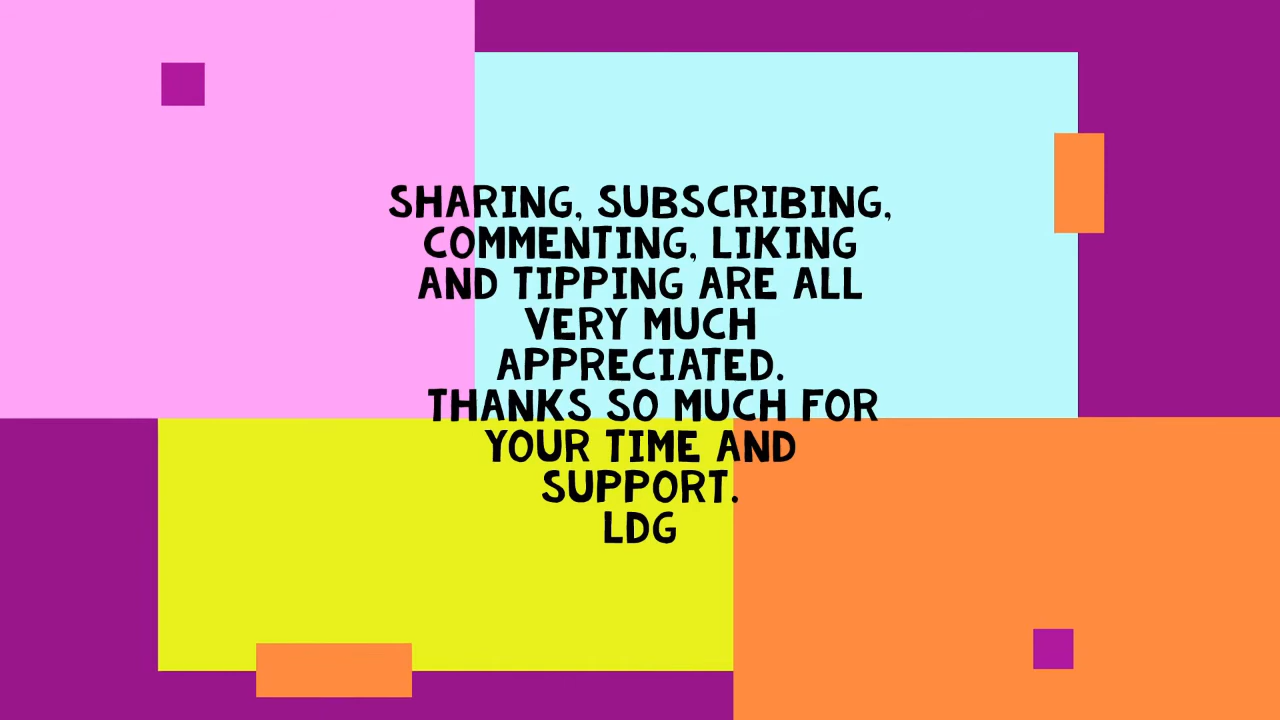 SHARING, SUBSCRIBING,
COMMENTING, LIKING
AND TIPPING ARE ALL
VERY MUCH
APPRECIATED.
THANKS SO MUCH FOR
YOUR TIME AND
SUPPORT.
LDG